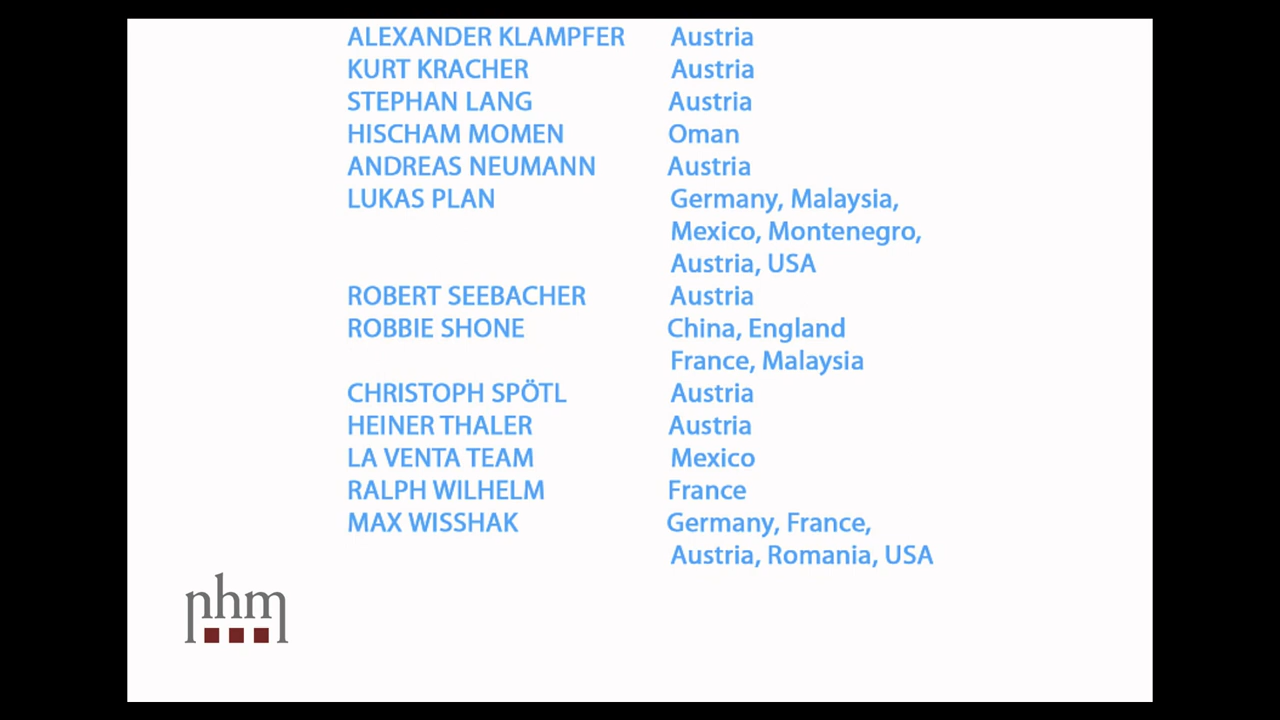 ALEXANDER KLAMPFER Austria
KURT KRACHER Austria
STEPHAN LANG Austria
HISCHAM MOMEN Oman
ANDREAS NEUMANN Austria
LUKAS PLAN Germany, Malaysia,
Mexico, Montenegro,
Austria, USA
ROBERT SEEBACHER Austria
ROBBIE SHONE China, England
France, Malaysia
CHRISTOPH SPÖTL Austria
HEINER THALER Austria
LA VENTA TEAM Mexico
RALPH WILHELM France
MAX WISSHAK Germany, France,
Austria, Romania, USA
nhm